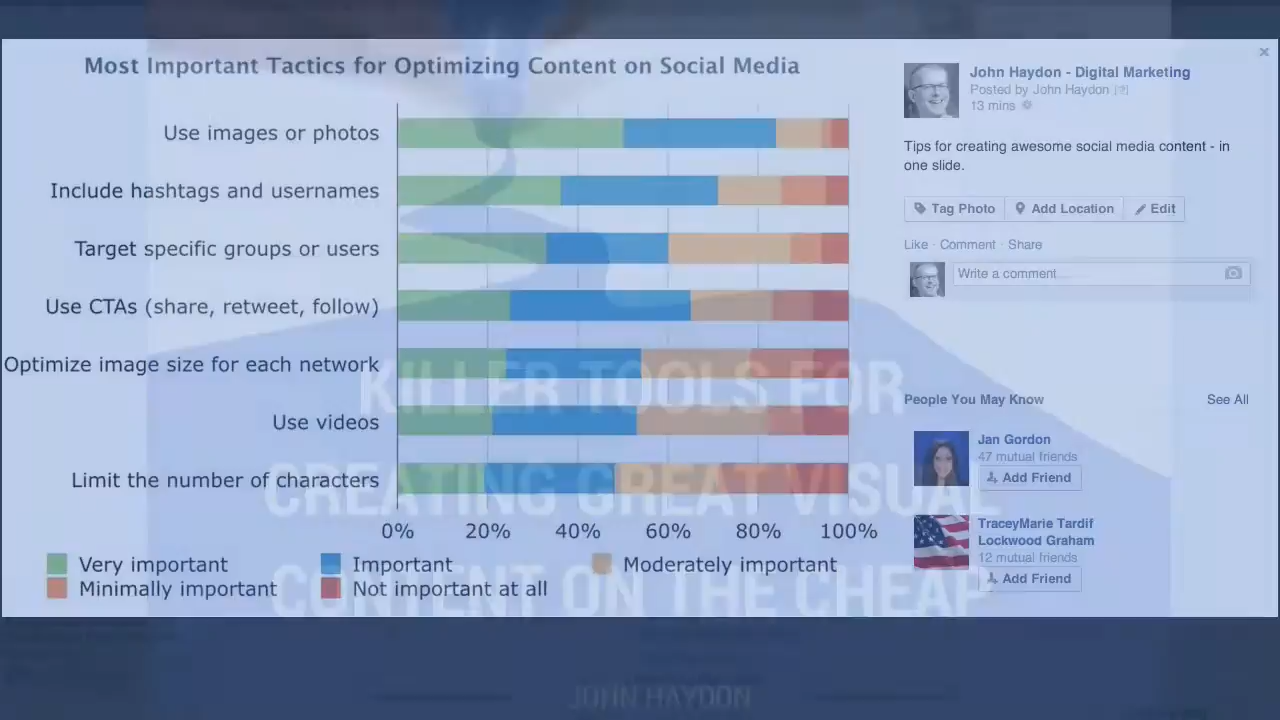 Most Important Tactics for Optimizing Content on Social Media
Use images or photos
Include hashtags and usernames
Target specific groups or users
Use CTAs (share, retweet, follow)
Optimize image size for each network
Use videos
Limit the number of characters
0% 20% 40% 60% 80% 100%
Very important Important Moderately important
Minimally important Not important at all
John Haydon - Digital Marketing
Posted by John Haydon [?]
13 mins
Tips for creating awesome social media content - in
one slide.
Tag Photo Add Location Edit
Like · Comment · Share
Write a comment...
People You May Know See All
Jan Gordon
47 mutual friends
Add Friend
TraceyMarie Tardif
Lockwood Graham
12 mutual friends
Add Friend
KILLER TOOLS FOR
CREATING GREAT VISUAL
CONTENT ON THE CHEAP
JOHN HAYDON